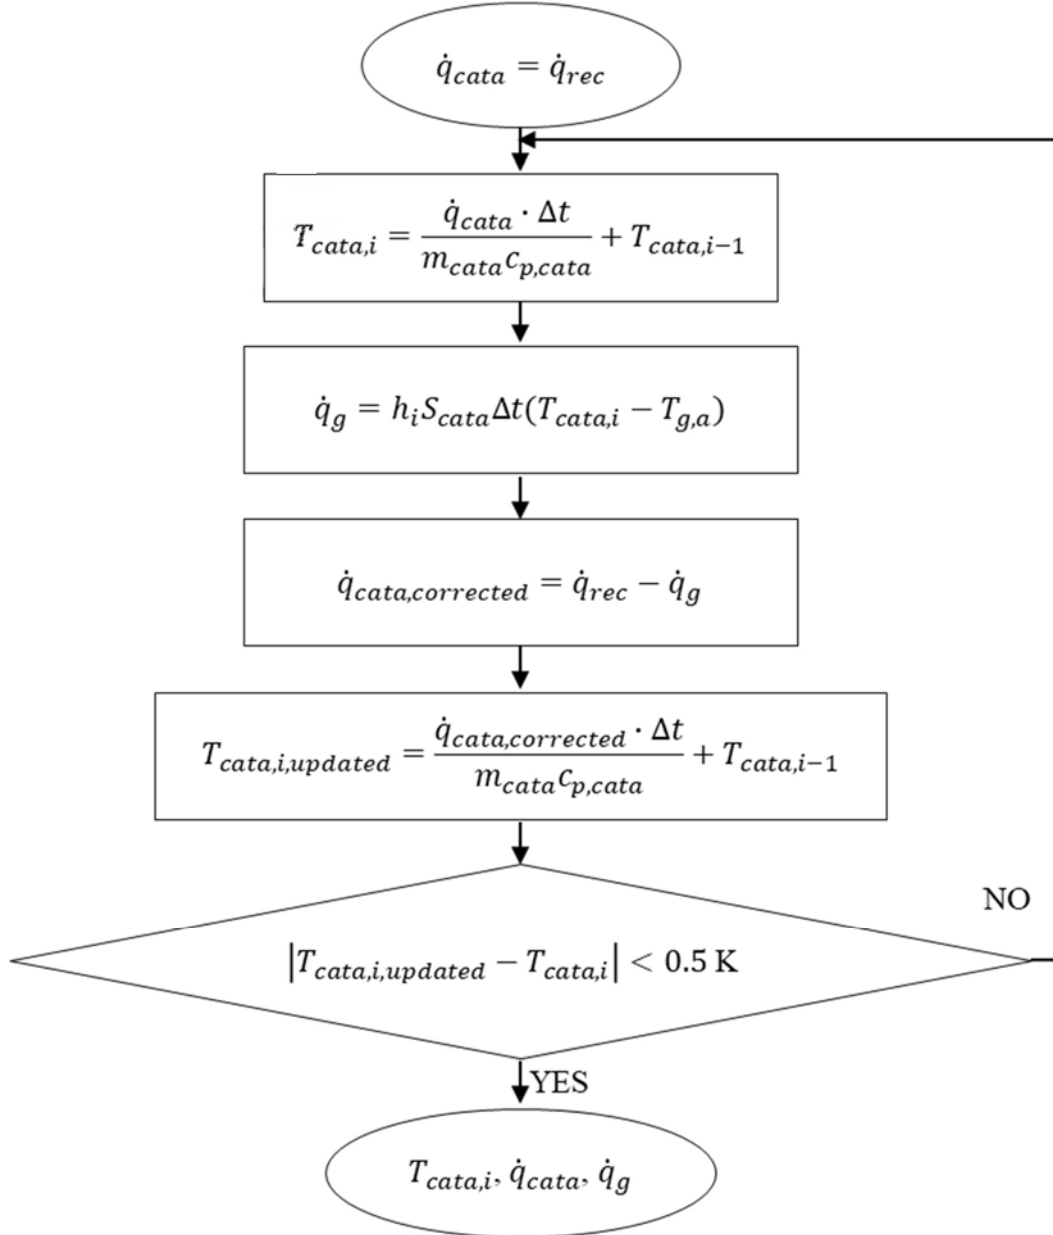 q̇_cata = q̇_rec
T_cata,i = (q̇_cata · Δt)/(m_cata c_p,cata) + T_cata,i−1
q̇_g = h_i S_cata Δt(T_cata,i − T_g,a)
q̇_cata,corrected = q̇_rec − q̇_g
T_cata,i,updated = (q̇_cata,corrected · Δt)/(m_cata c_p,cata) + T_cata,i−1
NO
|T_cata,i,updated − T_cata,i| < 0.5 K
YES
T_cata,i, q̇_cata, q̇_g